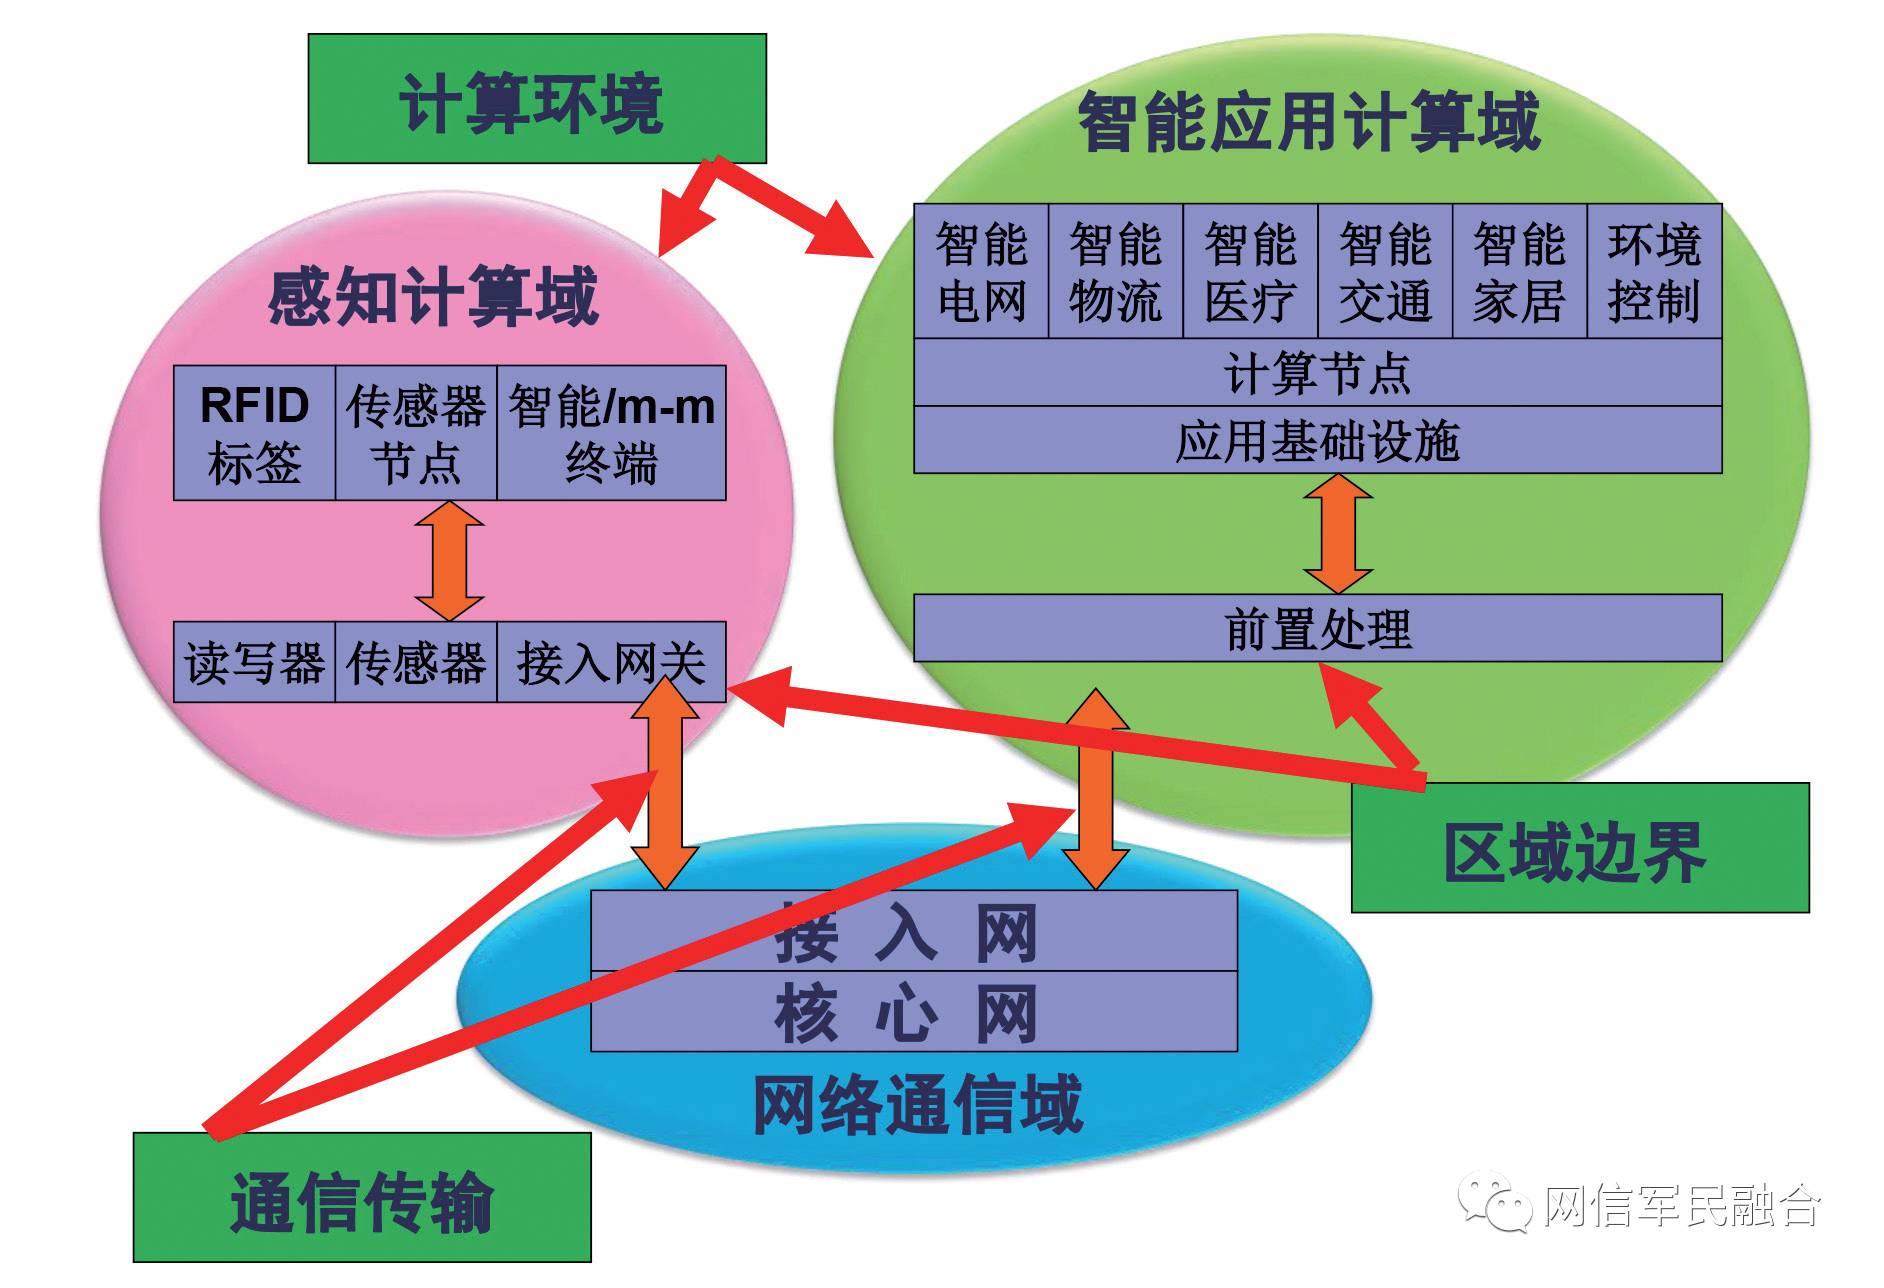 计算环境
智能应用计算域
智能 智能 智能 智能 智能 环境
电网 物流 医疗 交通 家居 控制
计算节点
应用基础设施
前置处理
感知计算域
RFID 传感器 智能/m-m
标签 节点 终端
读写器 传感器 接入网关
区域边界
接入网
核心网
网络通信域
通信传输
网信军民融合